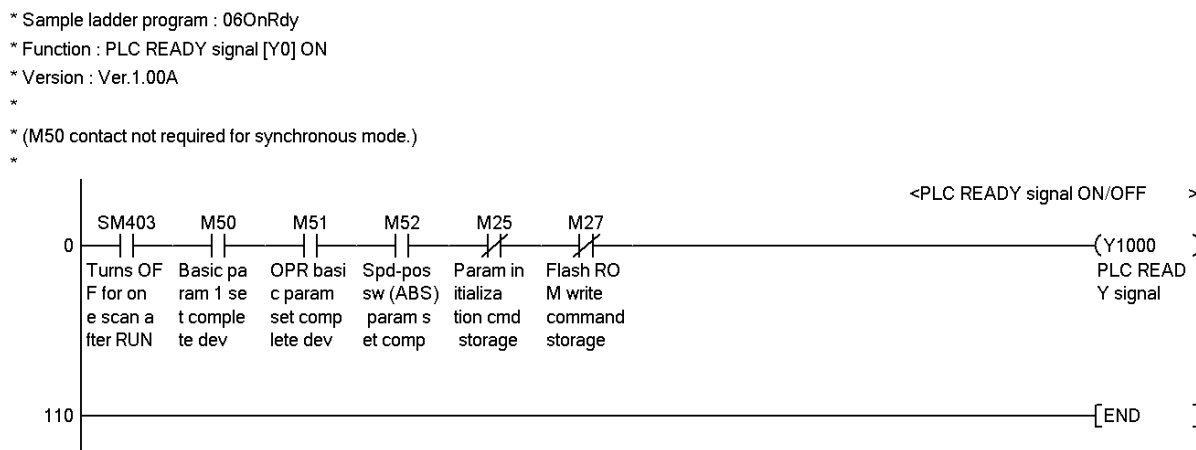 * Sample ladder program : 06OnRdy
* Function : PLC READY signal [Y0] ON
* Version : Ver.1.00A
*
* (M50 contact not required for synchronous mode.)
*
<PLC READY signal ON/OFF >
SM403 M50 M51 M52 M25 M27
0 (Y1000 )
Turns OF Basic pa OPR basi Spd-pos Param in Flash RO PLC READ
F for on ram 1 se c param sw (ABS) itializa M write Y signal
e scan a t comple set comp param s tion cmd command
fter RUN te dev lete dev et comp storage storage
110 [END ]